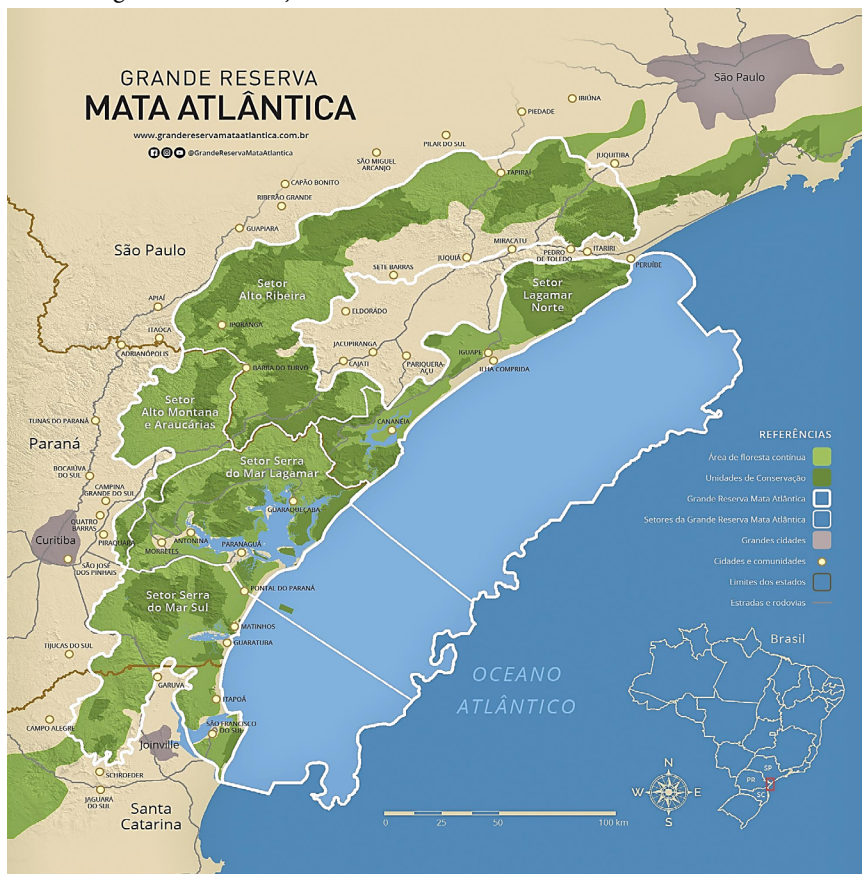 GRANDE RESERVA
MATA ATLÂNTICA
www.grandereservamataatlantica.com.br
@GrandeReservaMataAtlantica
São Paulo
IBIÚNA
PIEDADE
PILAR DO SUL
JUQUITIBA
SÃO MIGUEL
ARCANJO
TAPIRAÍ
CAPÃO BONITO
RIBERÃO GRANDE
GUAPIARA
São Paulo
MIRACATU
PEDRO
DE TOLEDO
ITARIRI
JUQUIÁ
PERUÍBE
SETE BARRAS
Setor
Alto Ribeira
Setor
Lagamar
Norte
APIAÍ
ELDORADO
IPORANGA
ITAÓCA
ADRIANÓPOLIS
JACUPIRANGA
CAJATI
PARIQUERA-
AÇU
IGUAPE
ILHA COMPRIDA
BARRA DO TURVO
Setor
Alto Montana
e Araucárias
TUNAS DO PARANÁ
CANANÉIA
Paraná
Setor Serra
do Mar Lagamar
BOCAIÚVA
DO SUL
CAMPINA
GRANDE DO SUL
GUARAQUEÇABA
QUATRO
BARRAS
PIRAQUARA
Curitiba
ANTONINA
MORRETES
PARANAGUÁ
SÃO JOSÉ
DOS PINHAIS
PONTAL DO PARANÁ
Setor Serra
do Mar Sul
MATINHOS
GUARATUBA
TIJUCAS DO SUL
GARUVA
ITAPOÁ
CAMPO ALEGRE
SÃO FRANCISCO
DO SUL
Joinville
SCHROEDER
JAGUARÁ
DO SUL
Santa
Catarina
OCEANO
ATLÂNTICO
REFERÊNCIAS
Área de floresta contínua
Unidades de Conservação
Grande Reserva Mata Atlântica
Setores da Grande Reserva Mata Atlântica
Grandes cidades
Cidades e comunidades
Limites dos estados
Estradas e rodovias
Brasil
SP
PR
SC
N
W
E
S
0 25 50 100 km